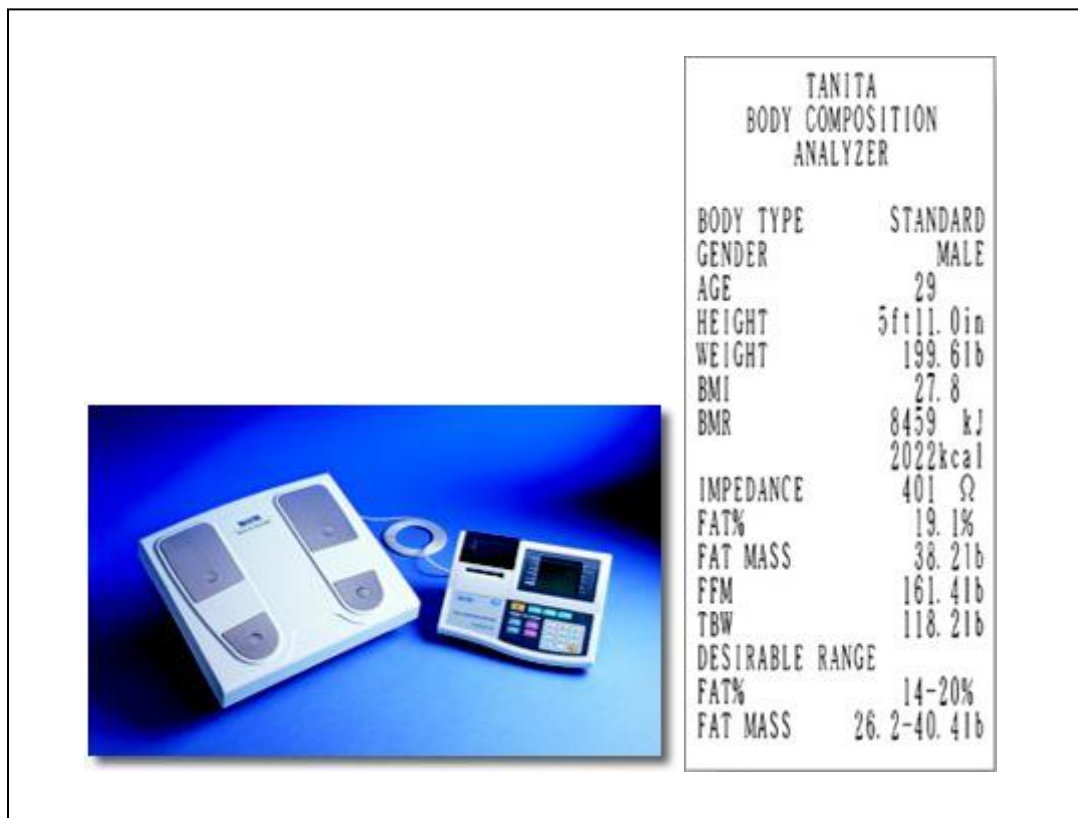 TANITA
BODY COMPOSITION
ANALYZER
BODY TYPE STANDARD
GENDER MALE
AGE 29
HEIGHT 5ft11.0in
WEIGHT 199.6lb
BMI 27.8
BMR 8459 kJ
2022kcal
IMPEDANCE 401 Ω
FAT% 19.1%
FAT MASS 38.2lb
FFM 161.4lb
TBW 118.2lb
DESIRABLE RANGE
FAT% 14-20%
FAT MASS 26.2-40.4lb